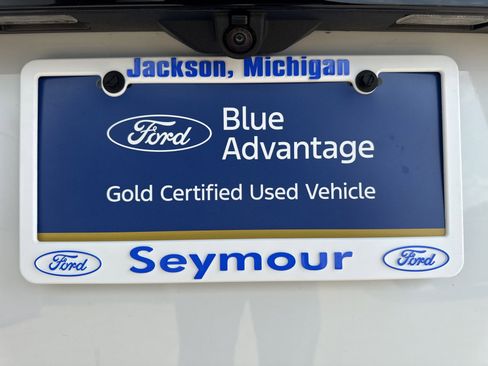 Jackson, Michigan
Ford
Blue
Advantage
Gold Certified Used Vehicle
Ford
Seymour
Ford